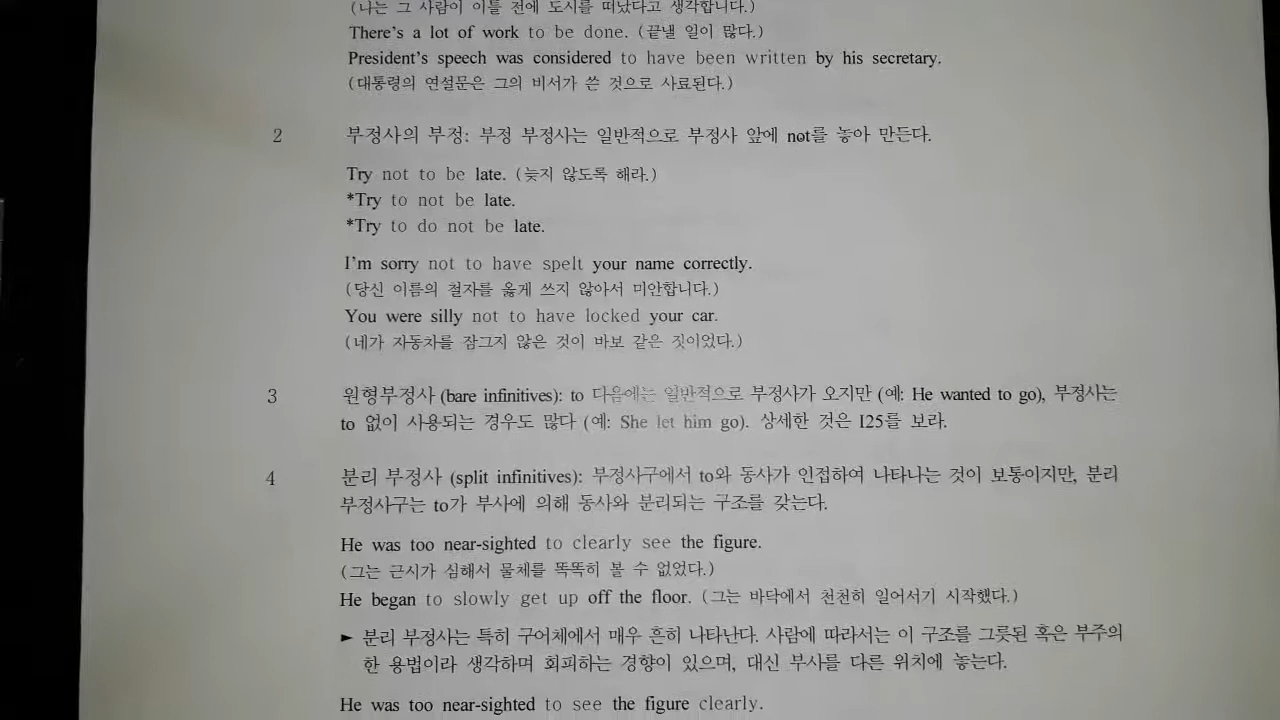 (나는 그 사람이 이틀 전에 도시를 떠났다고 생각합니다.)
There's a lot of work to be done. (끝낼 일이 많다.)
President's speech was considered to have been written by his secretary.
(대통령의 연설문은 그의 비서가 쓴 것으로 사료된다.)
2 부정사의 부정: 부정 부정사는 일반적으로 부정사 앞에 not를 놓아 만든다.
Try not to be late. (늦지 않도록 해라.)
*Try to not be late.
*Try to do not be late.
I'm sorry not to have spelt your name correctly.
(당신 이름의 철자를 옳게 쓰지 않아서 미안합니다.)
You were silly not to have locked your car.
(네가 자동차를 잠그지 않은 것이 바보 같은 짓이었다.)
3 원형부정사 (bare infinitives): to 다음에는 일반적으로 부정사가 오지만 (예: He wanted to go), 부정사는
to 없이 사용되는 경우도 많다 (예: She let him go). 상세한 것은 I25를 보라.
4 분리 부정사 (split infinitives): 부정사구에서 to와 동사가 인접하여 나타나는 것이 보통이지만, 분리
부정사구는 to가 부사에 의해 동사와 분리되는 구조를 갖는다.
He was too near-sighted to clearly see the figure.
(그는 근시가 심해서 물체를 똑똑히 볼 수 없었다.)
He began to slowly get up off the floor. (그는 바닥에서 천천히 일어서기 시작했다.)
► 분리 부정사는 특히 구어체에서 매우 흔히 나타난다. 사람에 따라서는 이 구조를 그릇된 혹은 부주의
한 용법이라 생각하며 회피하는 경향이 있으며, 대신 부사를 다른 위치에 놓는다.
He was too near-sighted to see the figure clearly.